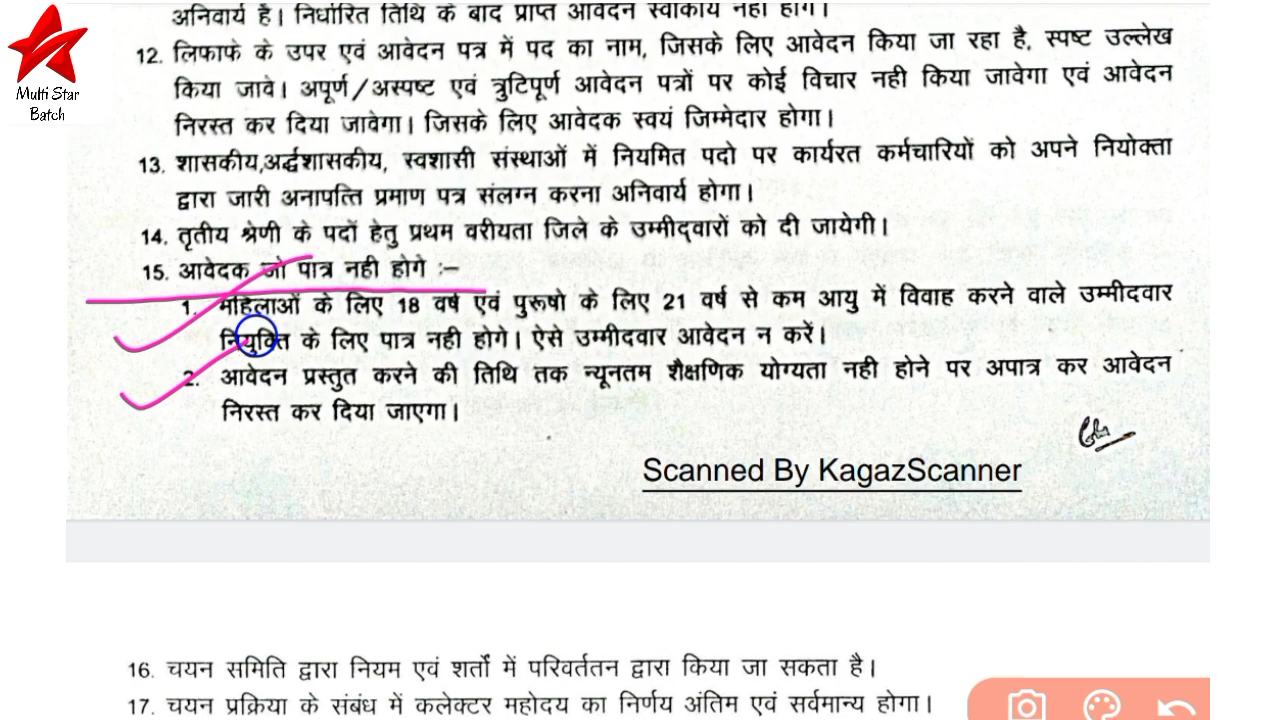 Multi Star
Batch
अनिवार्य है। निर्धारित तिथि के बाद प्राप्त आवेदन स्वीकार्य नही होगे।
12. लिफाफे के उपर एवं आवेदन पत्र में पद का नाम, जिसके लिए आवेदन किया जा रहा है, स्पष्ट उल्लेख
किया जावे। अपुर्ण/अस्पष्ट एवं त्रुटिपूर्ण आवेदन पत्रों पर कोई विचार नही किया जावेगा एवं आवेदन
निरस्त कर दिया जावेगा। जिसके लिए आवेदक स्वयं जिम्मेदार होगा।
13. शासकीय,अर्द्धशासकीय, स्वशासी संस्थाओं में नियमित पदो पर कार्यरत कर्मचारियों को अपने नियोक्ता
द्वारा जारी अनापत्ति प्रमाण पत्र संलग्न करना अनिवार्य होगा।
14. तृतीय श्रेणी के पदों हेतु प्रथम वरीयता जिले के उम्मीद्वारों को दी जायेगी।
15. आवेदक जो पात्र नही होगे :–
1. महिलाओं के लिए 18 वर्ष एवं पुरूषो के लिए 21 वर्ष से कम आयु में विवाह करने वाले उम्मीदवार
नियुक्ति के लिए पात्र नही होगे। ऐसे उम्मीदवार आवेदन न करें।
2. आवेदन प्रस्तुत करने की तिथि तक न्यूनतम शैक्षणिक योग्यता नही होने पर अपात्र कर आवेदन
निरस्त कर दिया जाएगा।
Scanned By KagazScanner
16. चयन समिति द्वारा नियम एवं शर्तों में परिवर्ततन द्वारा किया जा सकता है।
17. चयन प्रक्रिया के संबंध में कलेक्टर महोदय का निर्णय अंतिम एवं सर्वमान्य होगा।